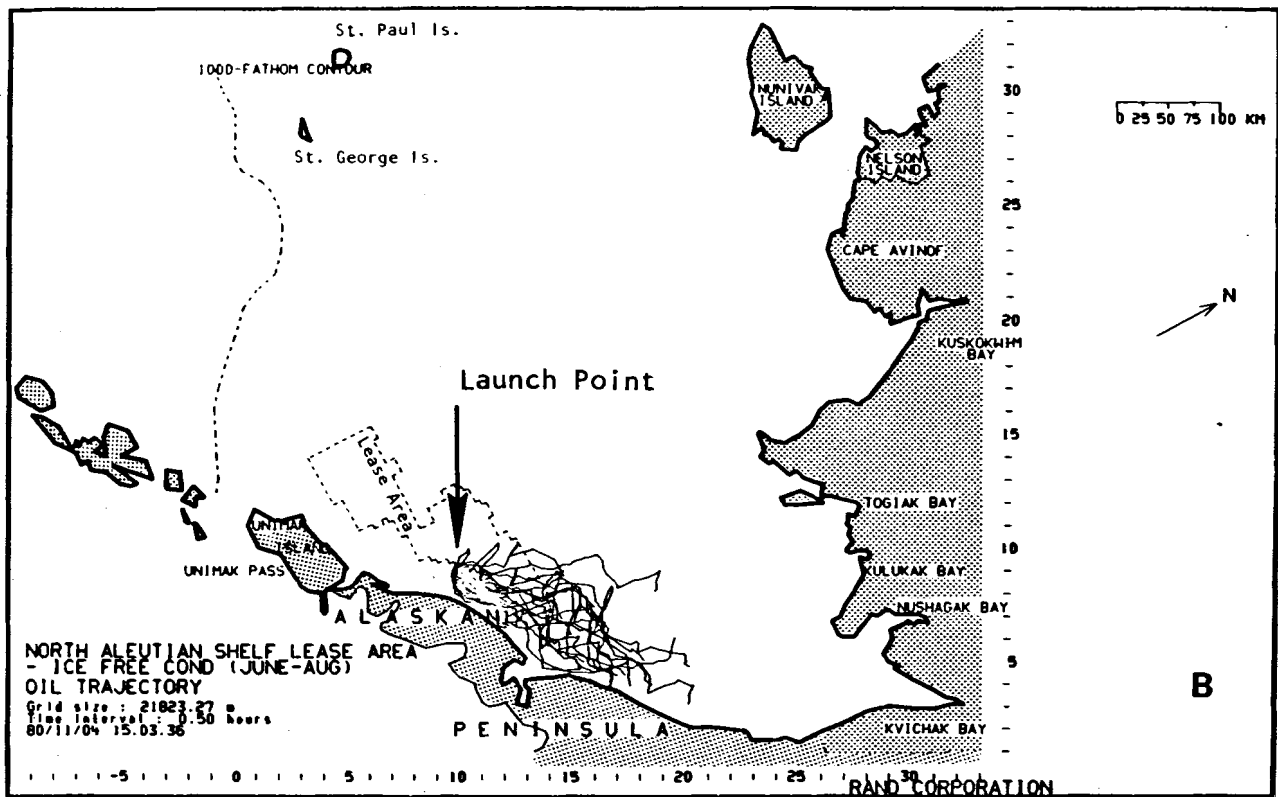 St. Paul Is.
1000-FATHOM CONTOUR
St. George Is.
NUNIVAK
ISLAND
30
0 25 50 75 100 KM
NELSON
ISLAND
25
CAPE AVINOF
N
20
KUSKOKWIM
BAY
Launch Point
Lease Area
15
TOGIAK BAY
UNIMAK
ISLAND
10
UNIMAK PASS
KULUKAK BAY
NUSHAGAK BAY
ALASKAN
NORTH ALEUTIAN SHELF LEASE AREA
- ICE FREE COND (JUNE-AUG)
5
OIL TRAJECTORY
B
Grid size : 21823.27 m
Time interval : 0.50 hours
80/11/04 15.03.36
PENINSULA
KVICHAK BAY
-5 0 5 10 15 20 25 30
RAND CORPORATION